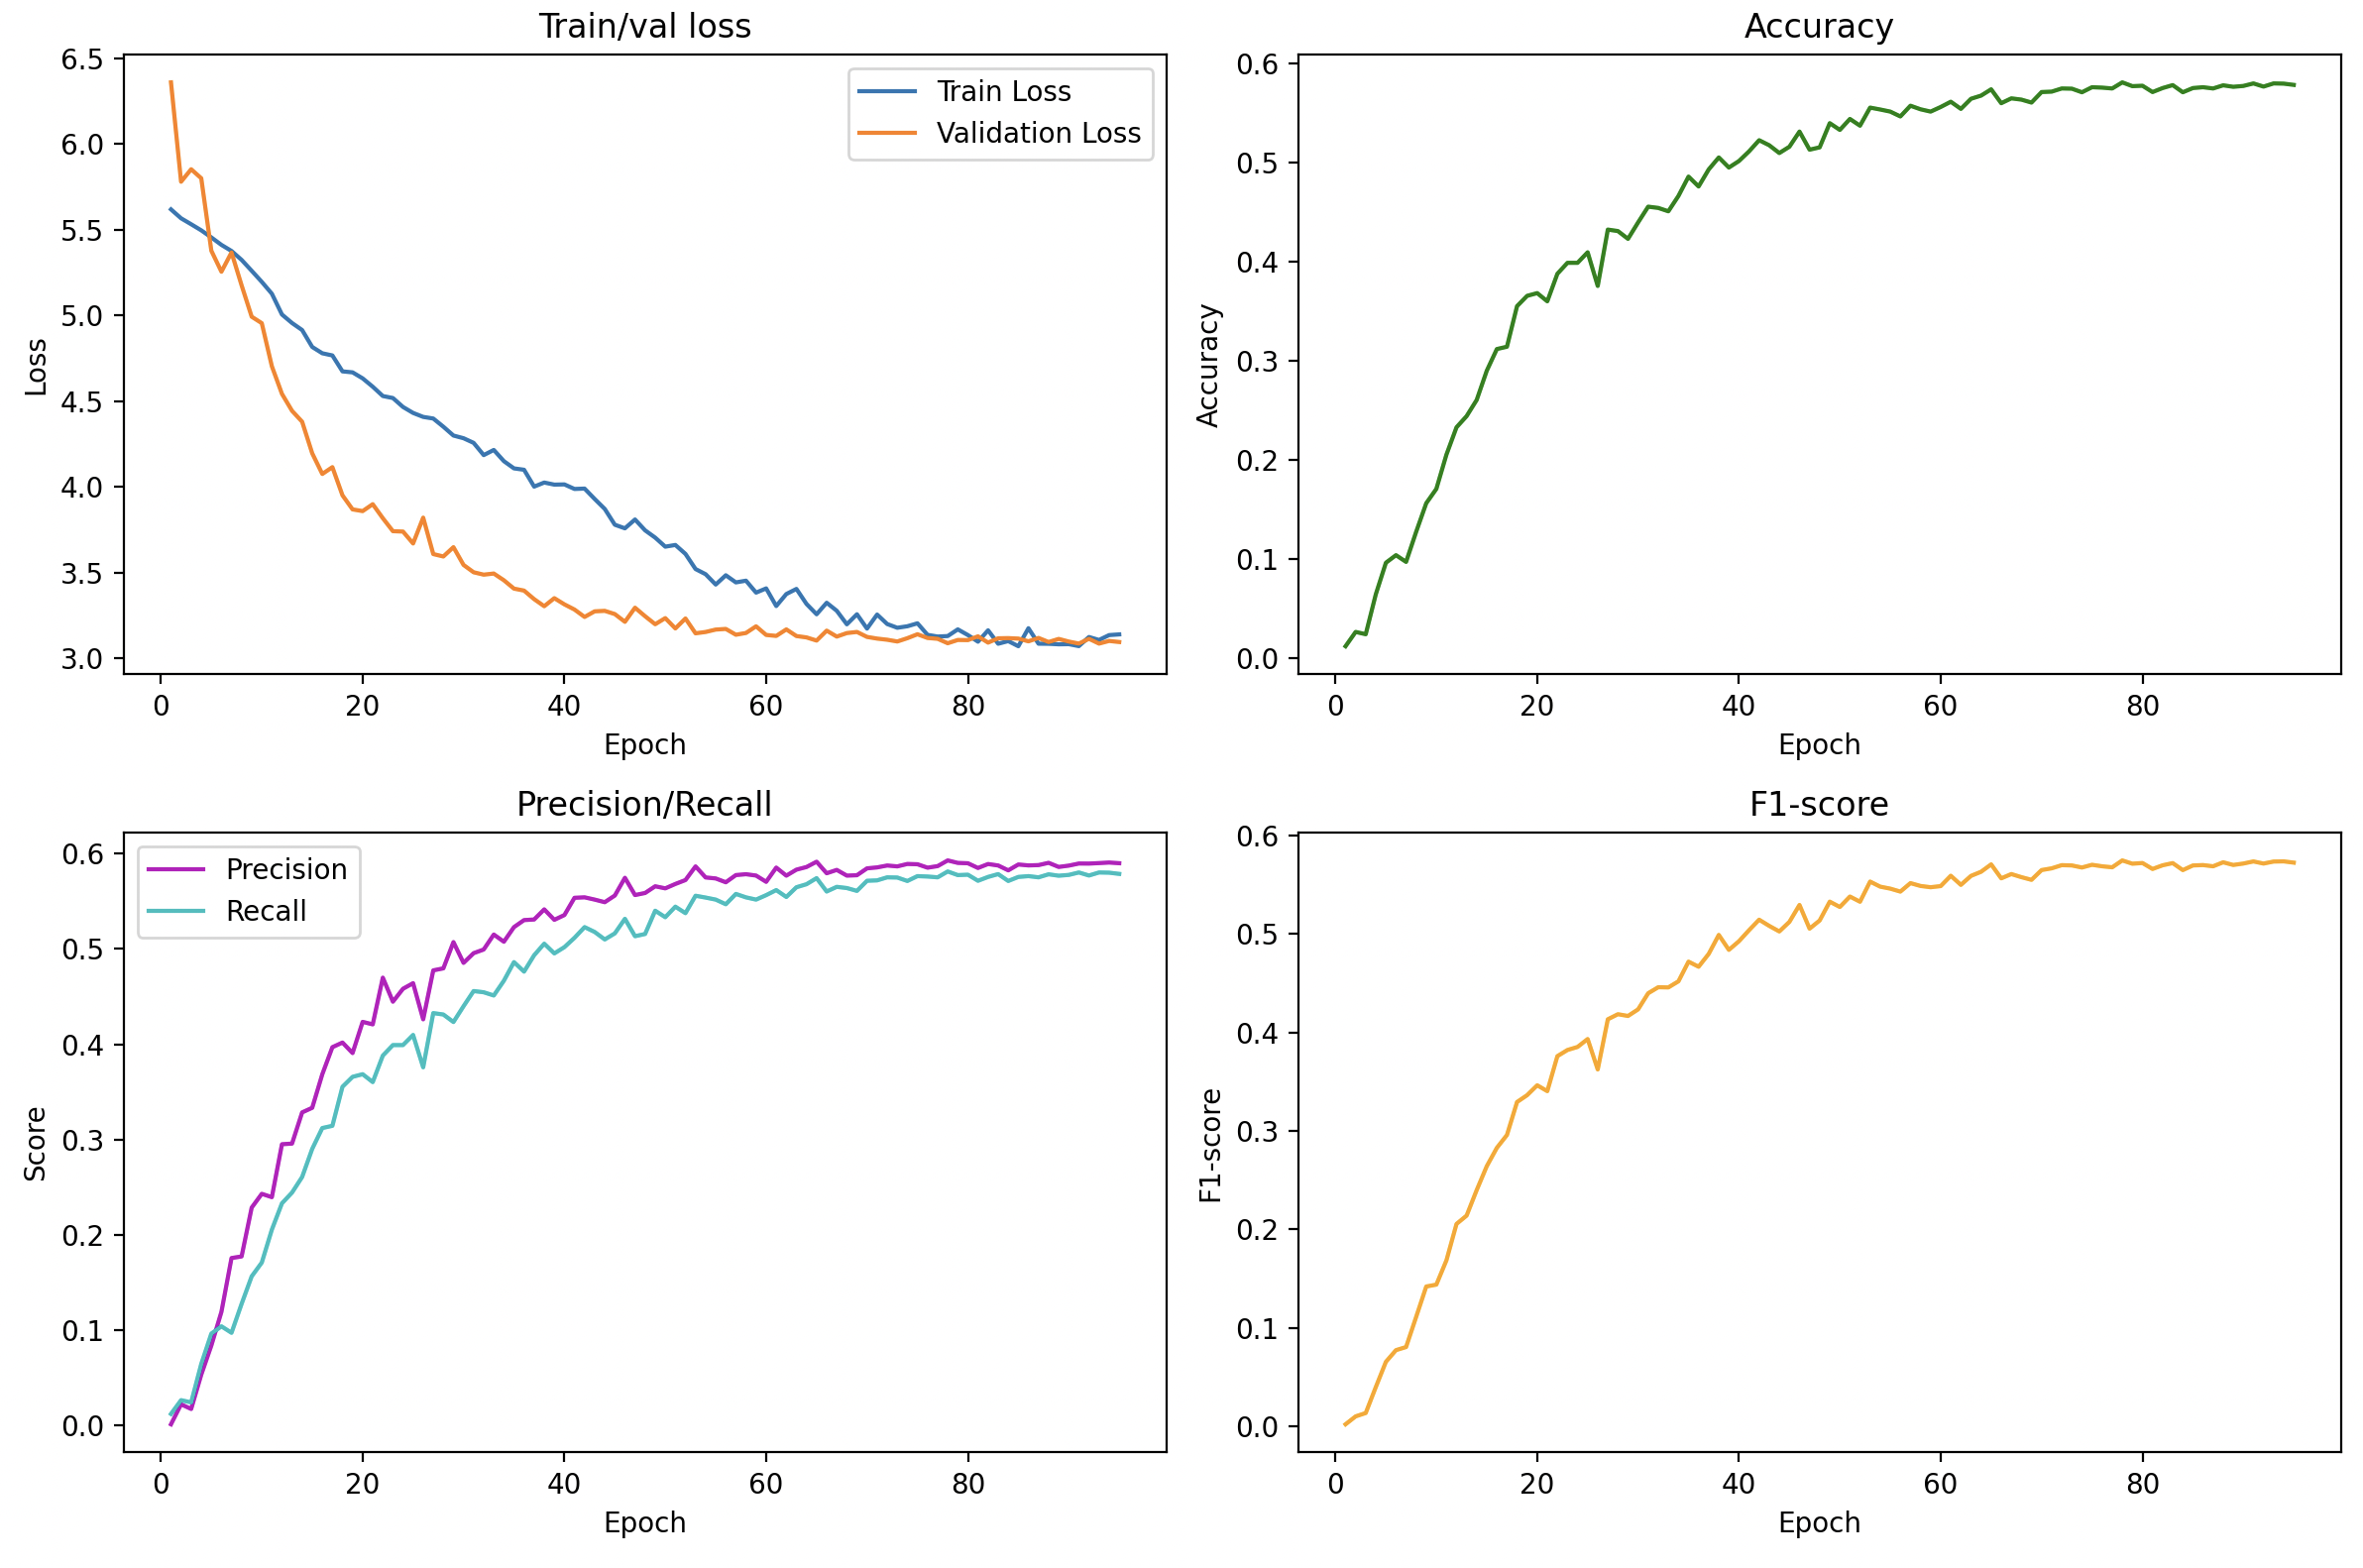 Train/val loss
6.5
6.0
5.5
5.0
4.5
4.0
3.5
3.0
Loss
Train Loss
Validation Loss
0 20 40 60 80
Epoch
Accuracy
0.6
0.5
0.4
0.3
0.2
0.1
0.0
Accuracy
0 20 40 60 80
Epoch
Precision/Recall
0.6
0.5
0.4
0.3
0.2
0.1
0.0
Score
Precision
Recall
0 20 40 60 80
Epoch
F1-score
0.6
0.5
0.4
0.3
0.2
0.1
0.0
F1-score
0 20 40 60 80
Epoch